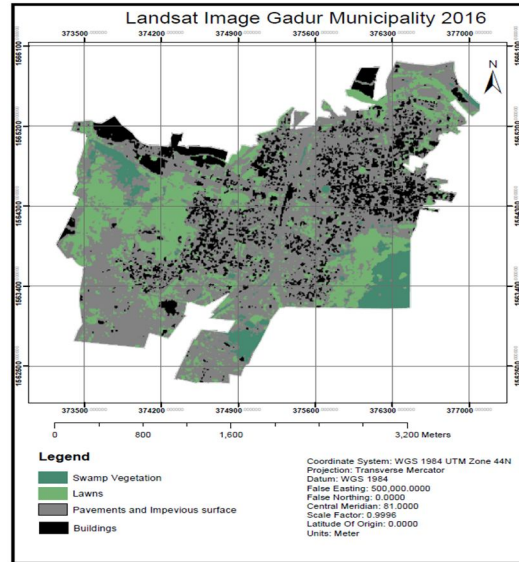 Landsat Image Gadur Municipality 2016
373500 374200 374900 375600 376300 377000
N
373500 374200 374900 375600 376300 377000
0 800 1,600 3,200 Meters
Legend
Swamp Vegetation
Lawns
Pavements and Impevious surface
Buildings
Coordinate System: WGS 1984 UTM Zone 44N
Projection: Transverse Mercator
Datum: WGS 1984
False Easting: 500,000.0000
False Northing: 0.0000
Central Meridian: 81.0000
Scale Factor: 0.9996
Latitude Of Origin: 0.0000
Units: Meter